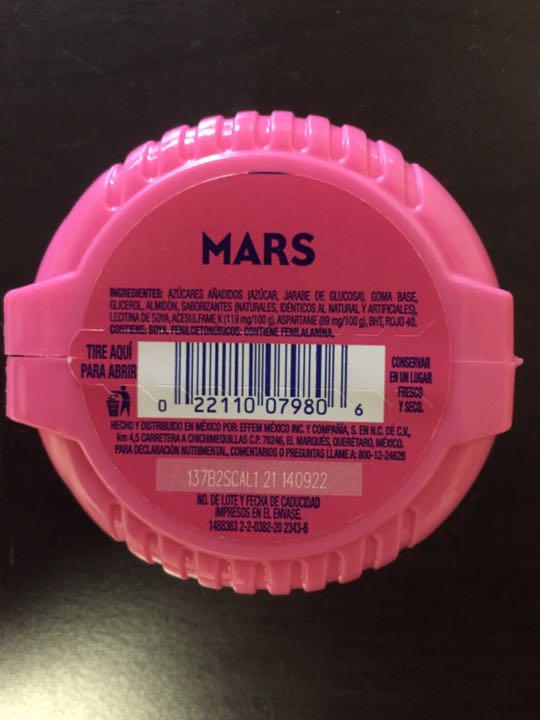 MARS
INGREDIENTES: AZÚCARES AÑADIDOS (AZÚCAR, JARABE DE GLUCOSA), GOMA BASE,
GLICEROL, ALMIDÓN, SABORIZANTES (NATURALES, IDÉNTICOS AL NATURAL Y ARTIFICIALES),
LECITINA DE SOYA, ACESULFAME K (119 mg/100 g), ASPARTAME (89 mg/100 g), BHT, ROJO 40.
CONTIENE: SOYA. FENILCETONÚRICOS: CONTIENE FENILALANINA.
TIRE AQUÍ
PARA ABRIR
CONSERVAR
EN UN LUGAR
FRESCO
Y SECO.
0 22110 07980 6
HECHO Y DISTRIBUIDO EN MÉXICO POR: EFFEM MÉXICO INC. Y COMPAÑÍA, S. EN N.C. DE C.V.,
km 4,5 CARRETERA A CHICHIMEQUILLAS C.P. 76246, EL MARQUÉS, QUERÉTARO, MÉXICO.
PARA DECLARACIÓN NUTRIMENTAL, COMENTARIOS O PREGUNTAS LLAME A: 800-12-24626
137B2SCAL1 21 140922
NO. DE LOTE Y FECHA DE CADUCIDAD
IMPRESOS EN EL ENVASE.
1488363 2-2-0382-20 2343-6